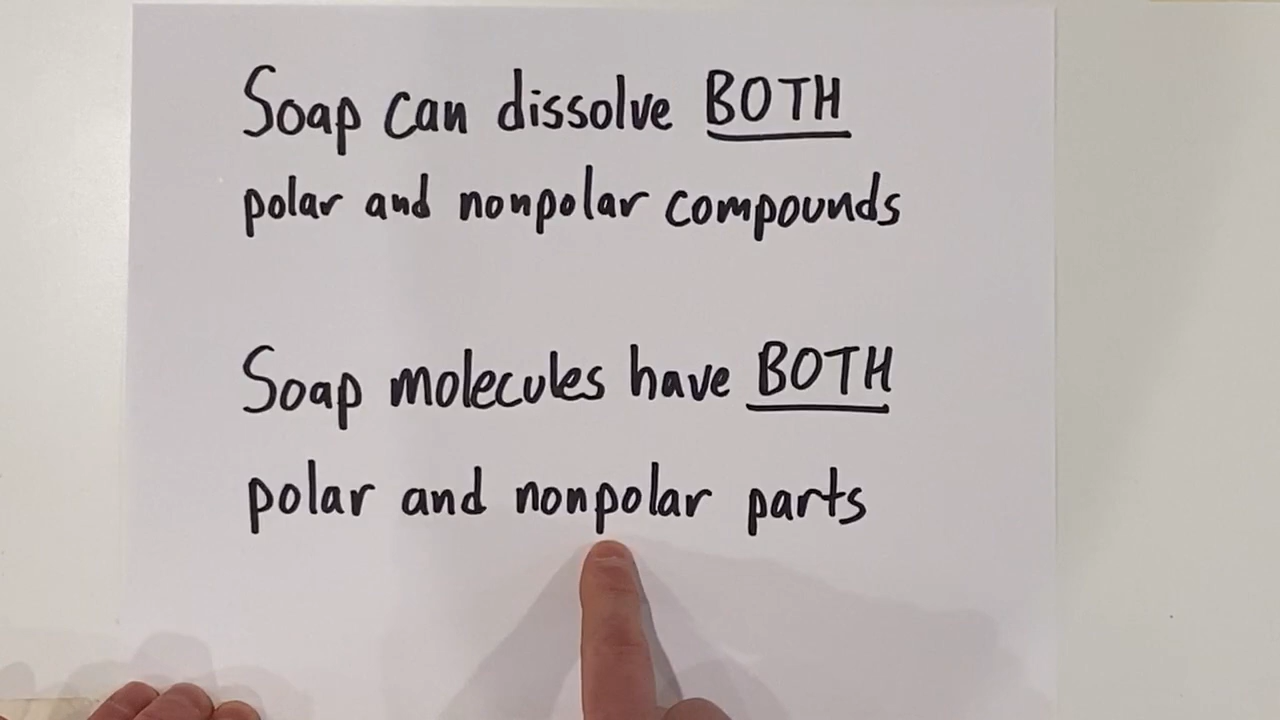 Soap can dissolve BOTH
polar and nonpolar compounds
Soap molecules have BOTH
polar and nonpolar parts